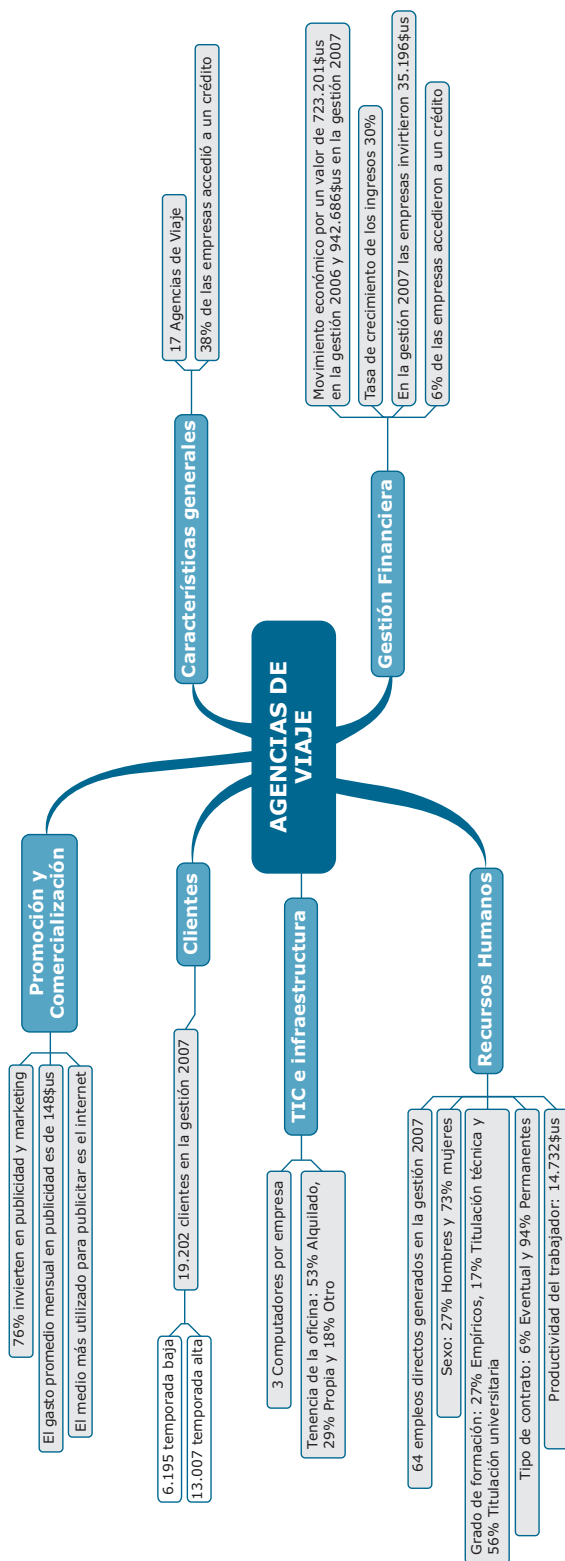 AGENCIAS DE
VIAJE
Promoción y
Comercialización
76% invierten en publicidad y marketing
El gasto promedio mensual en publicidad es de 148$us
El medio más utilizado para publicitar es el internet
Clientes
19.202 clientes en la gestión 2007
6.195 temporada baja
13.007 temporada alta
TIC e infraestructura
3 Computadores por empresa
Tenencia de la oficina: 53% Alquilado,
29% Propia y 18% Otro
Recursos Humanos
64 empleos directos generados en la gestión 2007
Sexo: 27% Hombres y 73% mujeres
Grado de formación: 27% Empíricos, 17% Titulación técnica y
56% Titulación universitaria
Tipo de contrato: 6% Eventual y 94% Permanentes
Productividad del trabajador: 14.732$us
Características generales
17 Agencias de Viaje
38% de las empresas accedió a un crédito
Gestión Financiera
Movimiento económico por un valor de 723.201$us
en la gestión 2006 y 942.686$us en la gestión 2007
Tasa de crecimiento de los ingresos 30%
En la gestión 2007 las empresas invirtieron 35.196$us
6% de las empresas accedieron a un crédito